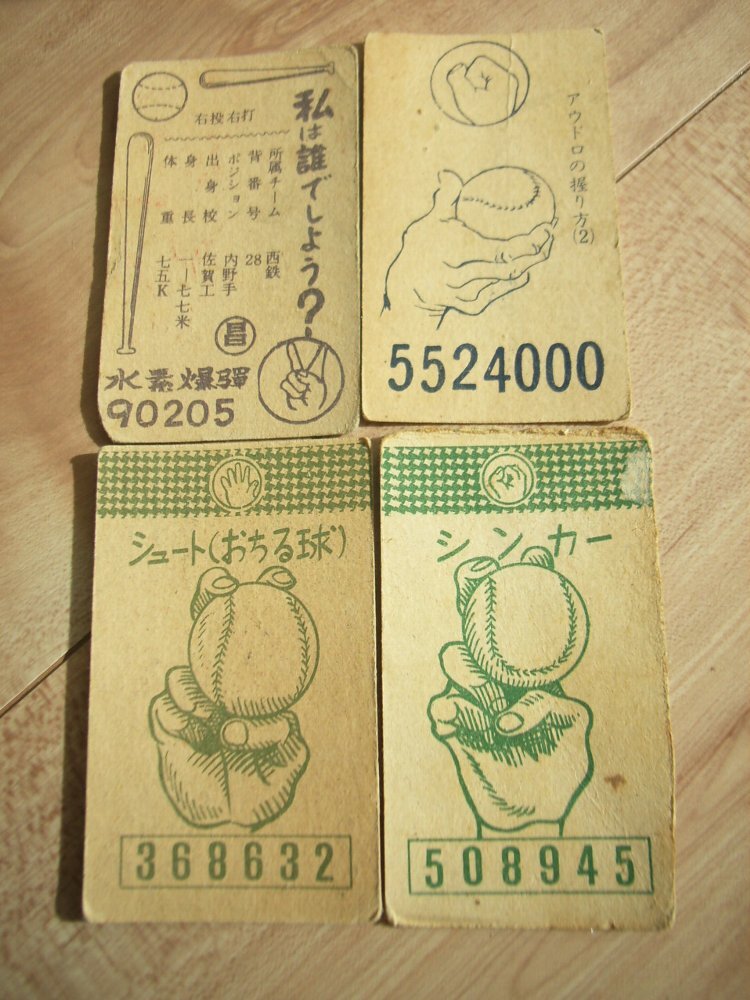 私は誰でしよう?
右投右打
所属チーム 西鉄
背番号 28
ポジション 内野手
出身校 佐賀工
身長 一|七七米
体重 七五K
昌
水素爆弾
90205
アウドロの握り方(2)
5524000
シュート(おちる球)
368632
シンカー
508945